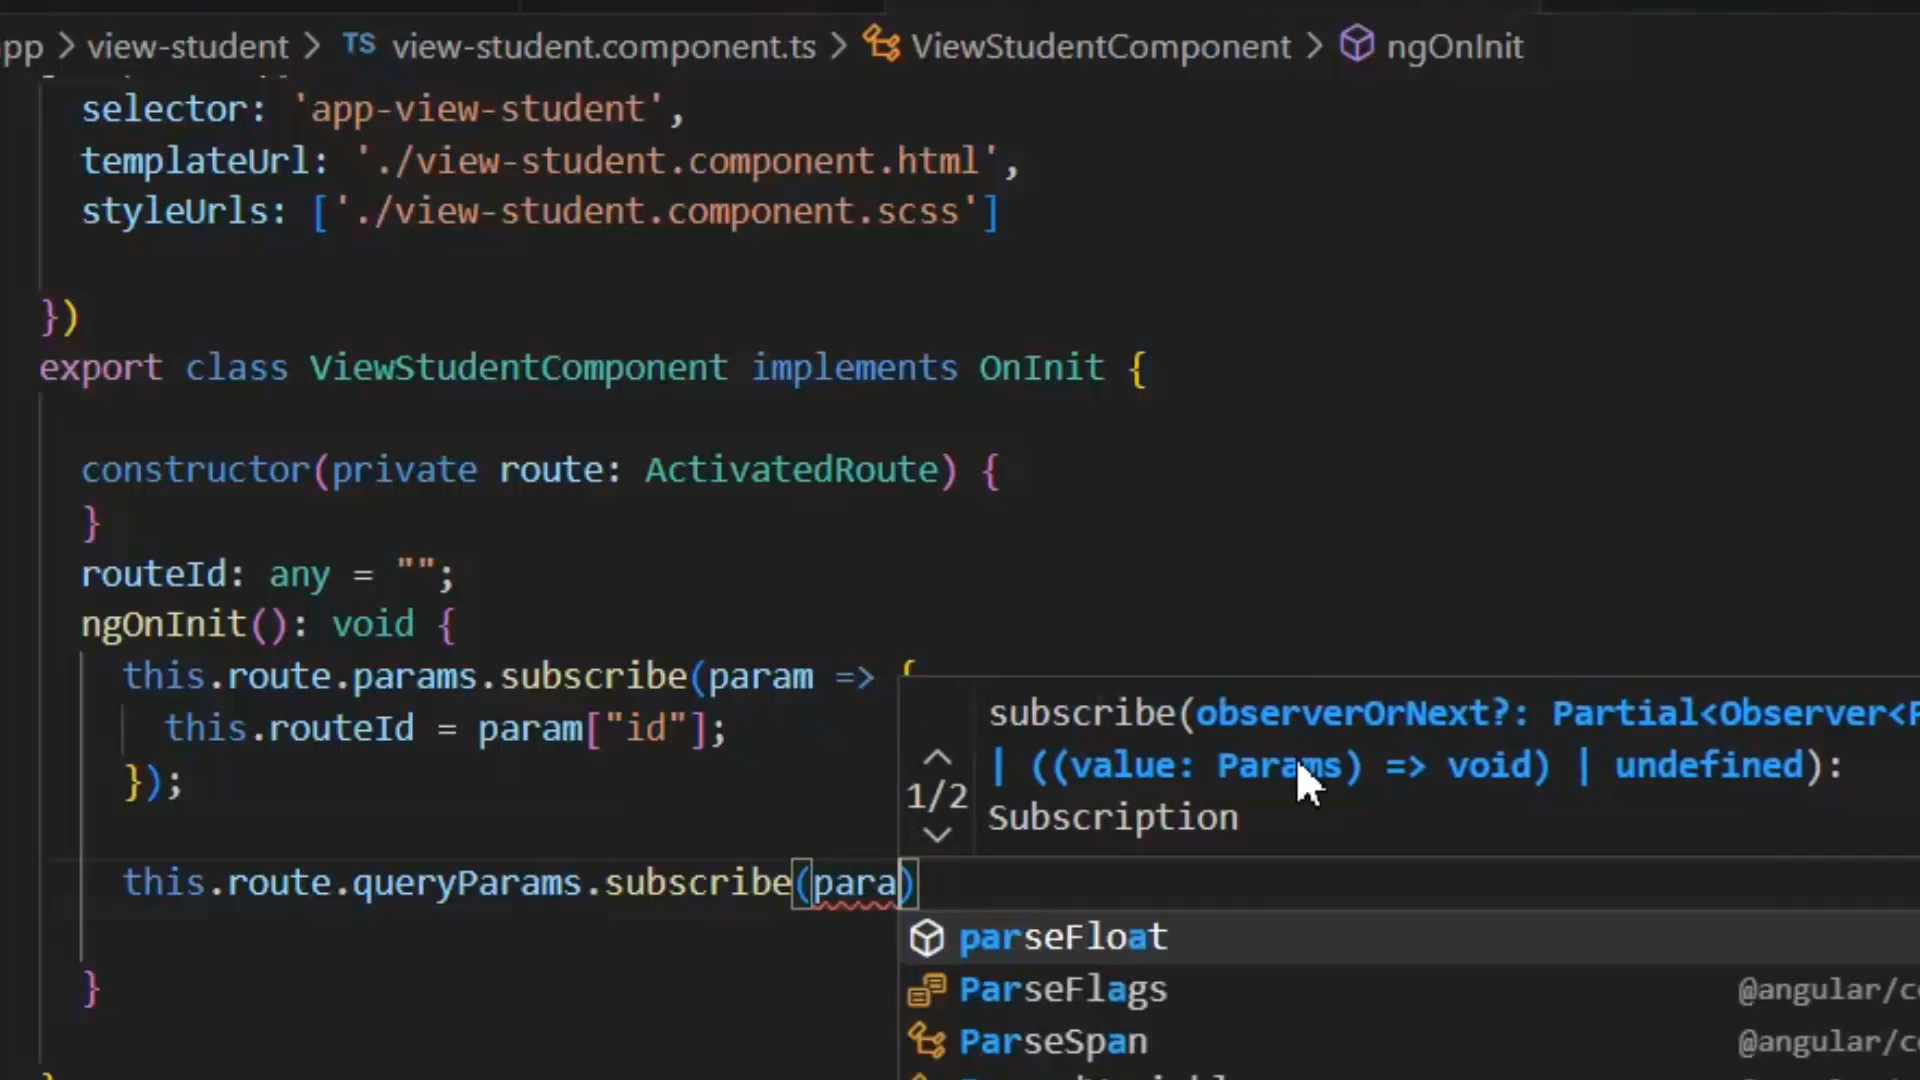 pp > view-student > TS view-student.component.ts > ViewStudentComponent > ngOnInit
selector: 'app-view-student',
templateUrl: './view-student.component.html',
styleUrls: ['./view-student.component.scss']
})
export class ViewStudentComponent implements OnInit {
constructor(private route: ActivatedRoute) {
}
routeId: any = "";
ngOnInit(): void {
this.route.params.subscribe(param => {
this.routeId = param["id"];
});
subscribe(observerOrNext?: Partial<Observer<P
| ((value: Params) => void) | undefined):
1/2
Subscription
this.route.queryParams.subscribe(para)
parseFloat
ParseFlags @angular/c
ParseSpan @angular/c
}